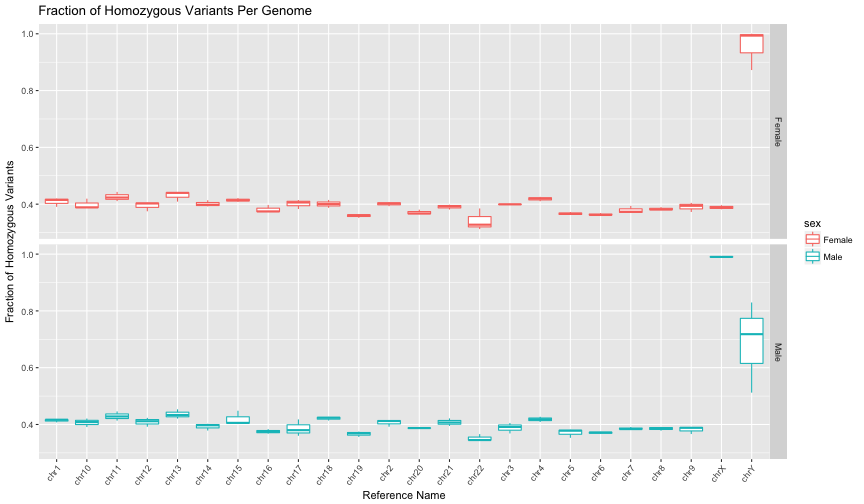 Fraction of Homozygous Variants Per Genome
Fraction of Homozygous Variants
1.0
0.8
0.6
0.4
Female
1.0
0.8
0.6
0.4
Male
chr1 chr10 chr11 chr12 chr13 chr14 chr15 chr16 chr17 chr18 chr19 chr2 chr20 chr21 chr22 chr3 chr4 chr5 chr6 chr7 chr8 chr9 chrX chrY
Reference Name
sex
Female
Male